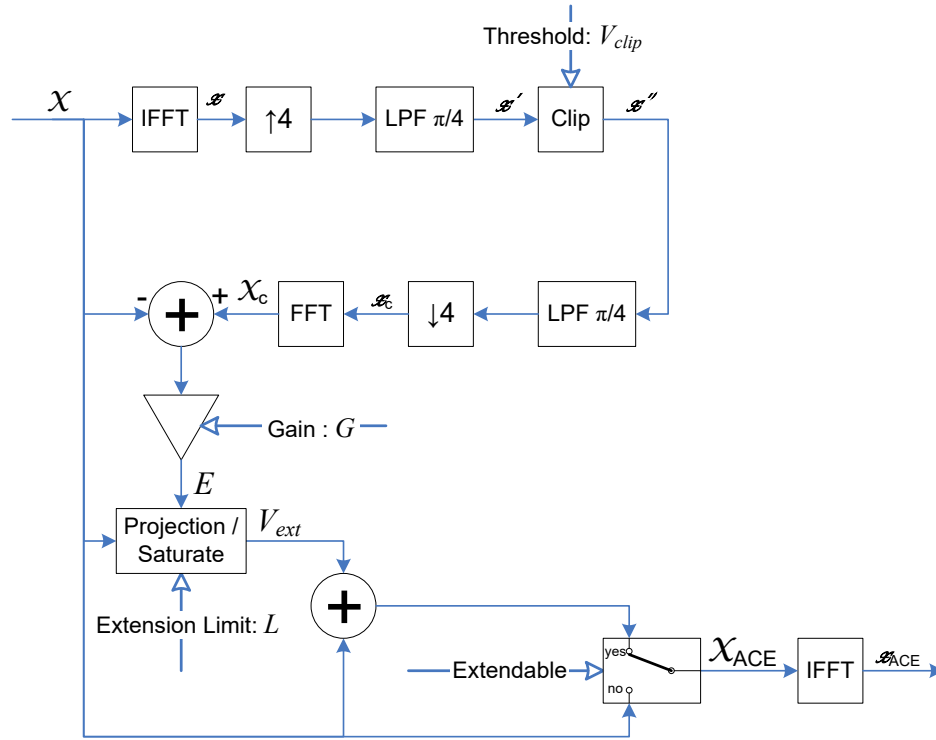 Threshold: V_clip
X IFFT x ↑4 LPF π/4 x′ Clip x″
- + X_c FFT x_c ↓4 LPF π/4
Gain : G
E
Projection / Saturate
V_ext
Extension Limit: L
Extendable
yes
no
X_ACE
IFFT
x_ACE